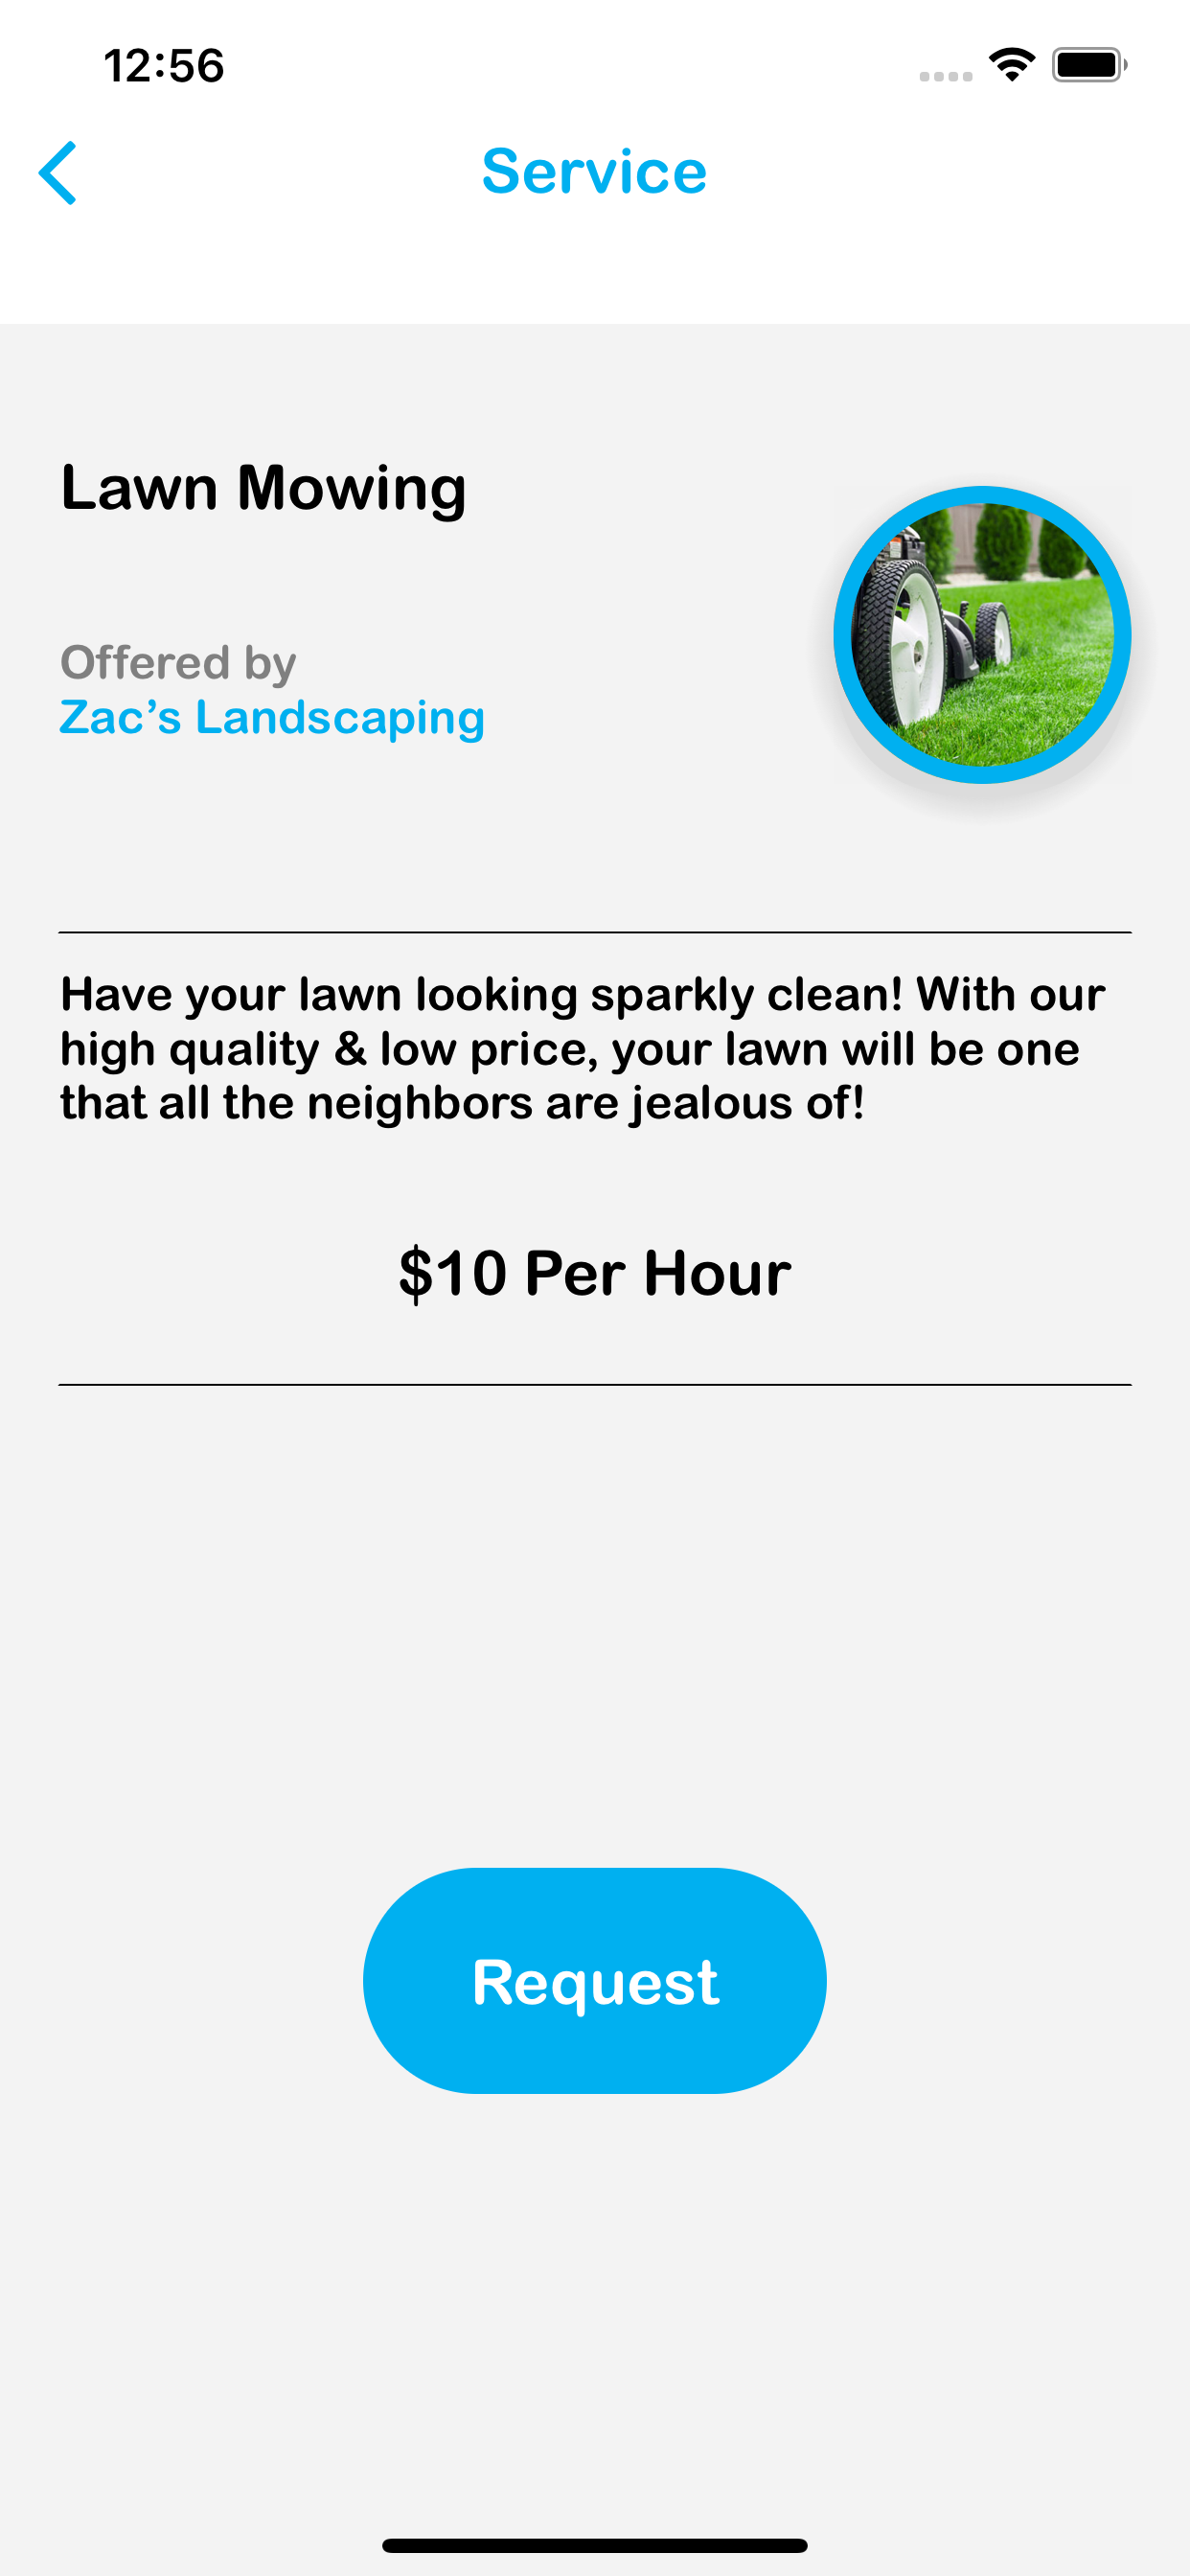 12:56
Service
Lawn Mowing
Offered by
Zac’s Landscaping
Have your lawn looking sparkly clean! With our
high quality & low price, your lawn will be one
that all the neighbors are jealous of!
$10 Per Hour
Request